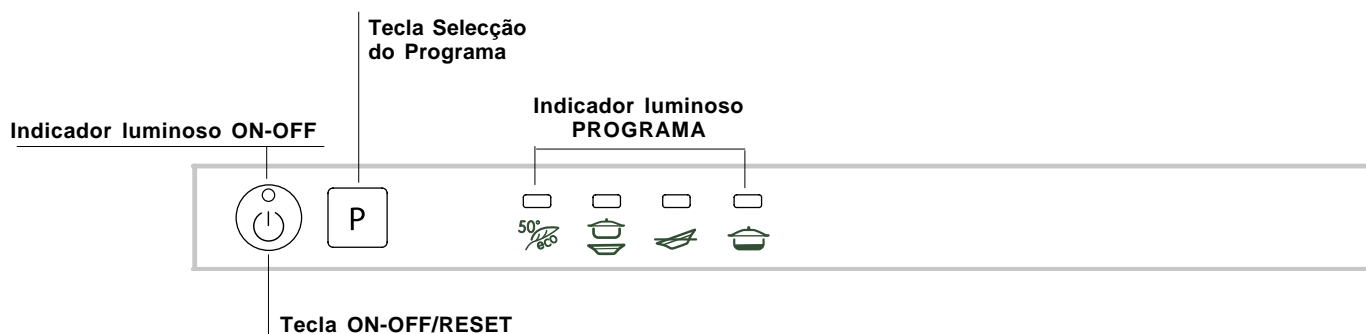 Tecla Selecção
do Programa
Indicador luminoso
PROGRAMA
Indicador luminoso ON-OFF
P
50°
eco
Tecla ON-OFF/RESET